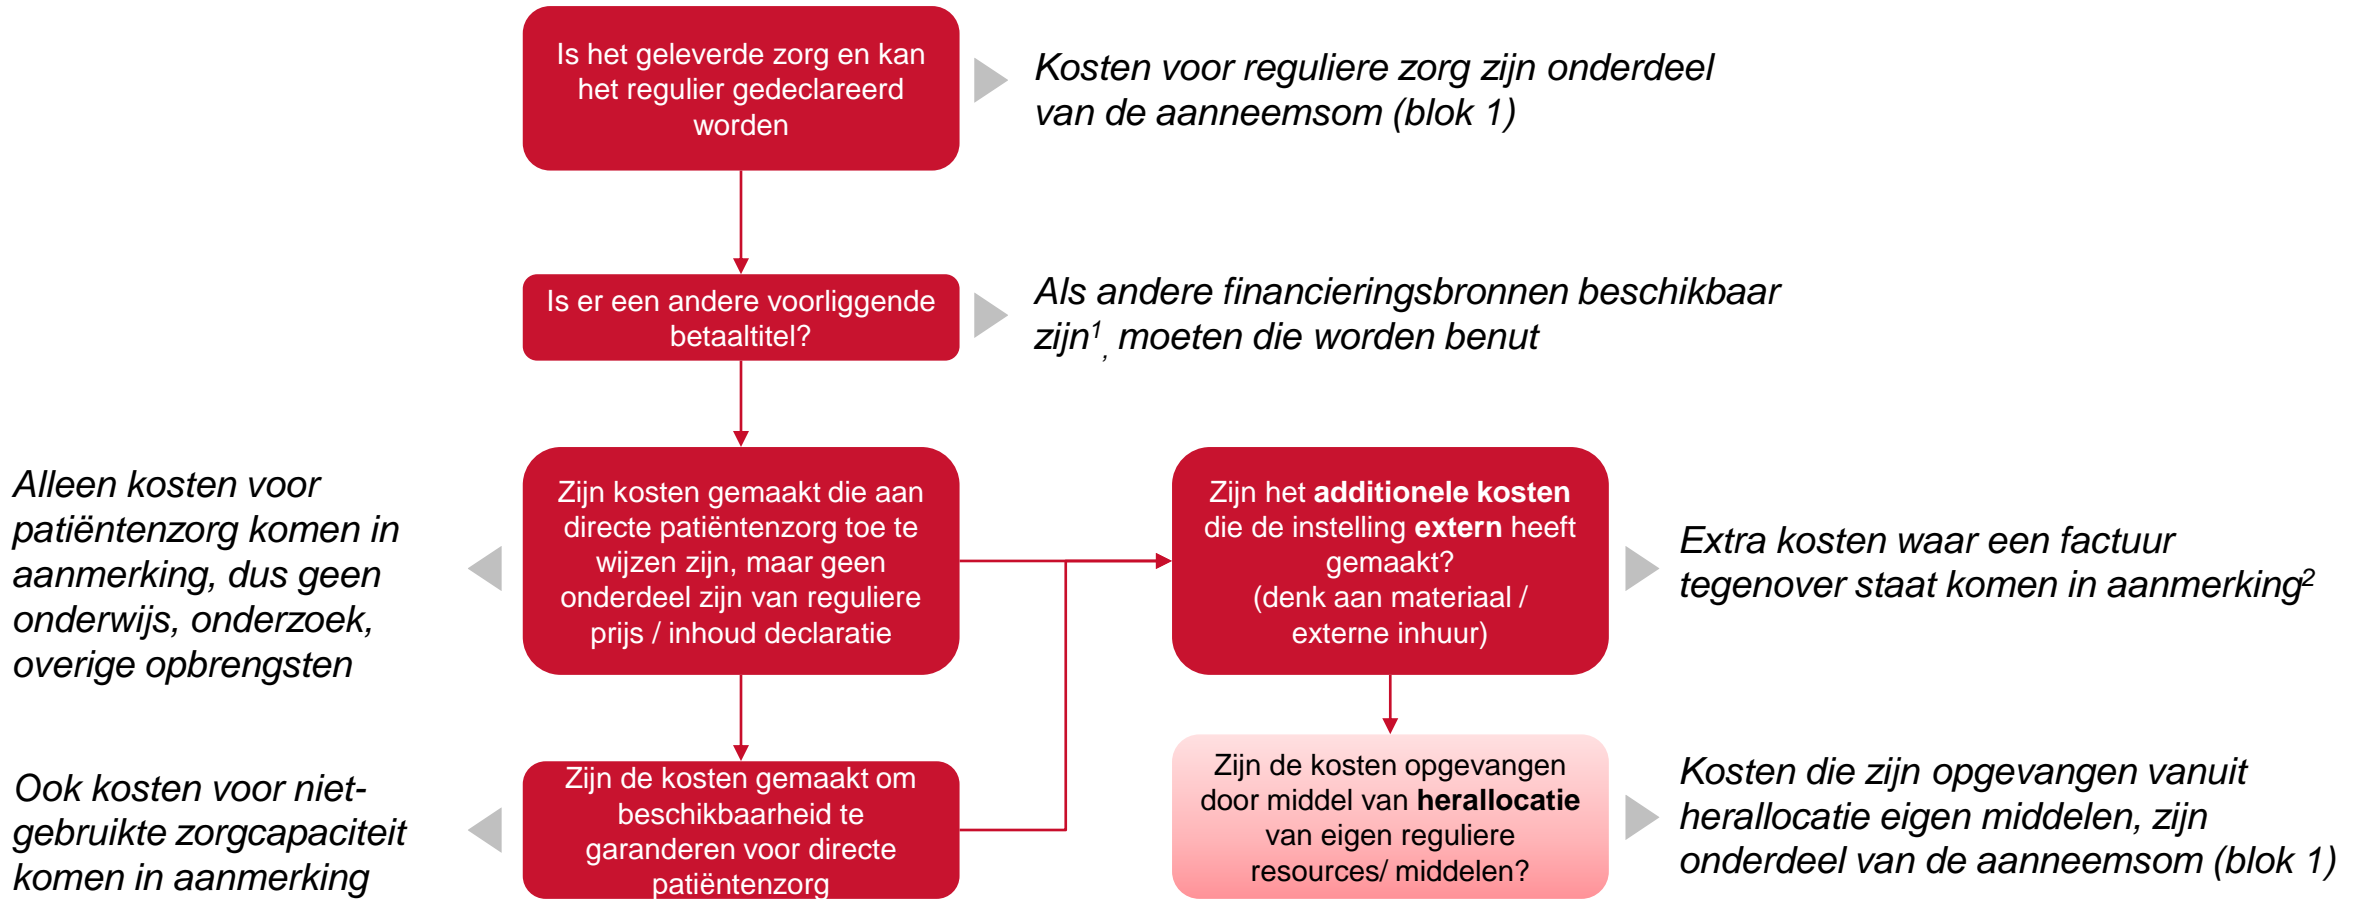 Is het geleverde zorg en kan
het regulier gedeclareerd
worden
Kosten voor reguliere zorg zijn onderdeel
van de aanneemsom (blok 1)
Is er een andere voorliggende
betaaltitel?
Als andere financieringsbronnen beschikbaar
zijn1, moeten die worden benut
Alleen kosten voor
patiëntenzorg komen in
aanmerking, dus geen
onderwijs, onderzoek,
overige opbrengsten
Zijn kosten gemaakt die aan
directe patiëntenzorg toe te
wijzen zijn, maar geen
onderdeel zijn van reguliere
prijs / inhoud declaratie
Zijn het additionele kosten
die de instelling extern heeft
gemaakt?
(denk aan materiaal /
externe inhuur)
Extra kosten waar een factuur
tegenover staat komen in aanmerking2
Ook kosten voor niet-
gebruikte zorgcapaciteit
komen in aanmerking
Zijn de kosten gemaakt om
beschikbaarheid te
garanderen voor directe
patiëntenzorg
Zijn de kosten opgevangen
door middel van herallocatie
van eigen reguliere
resources/ middelen?
Kosten die zijn opgevangen vanuit
herallocatie eigen middelen, zijn
onderdeel van de aanneemsom (blok 1)